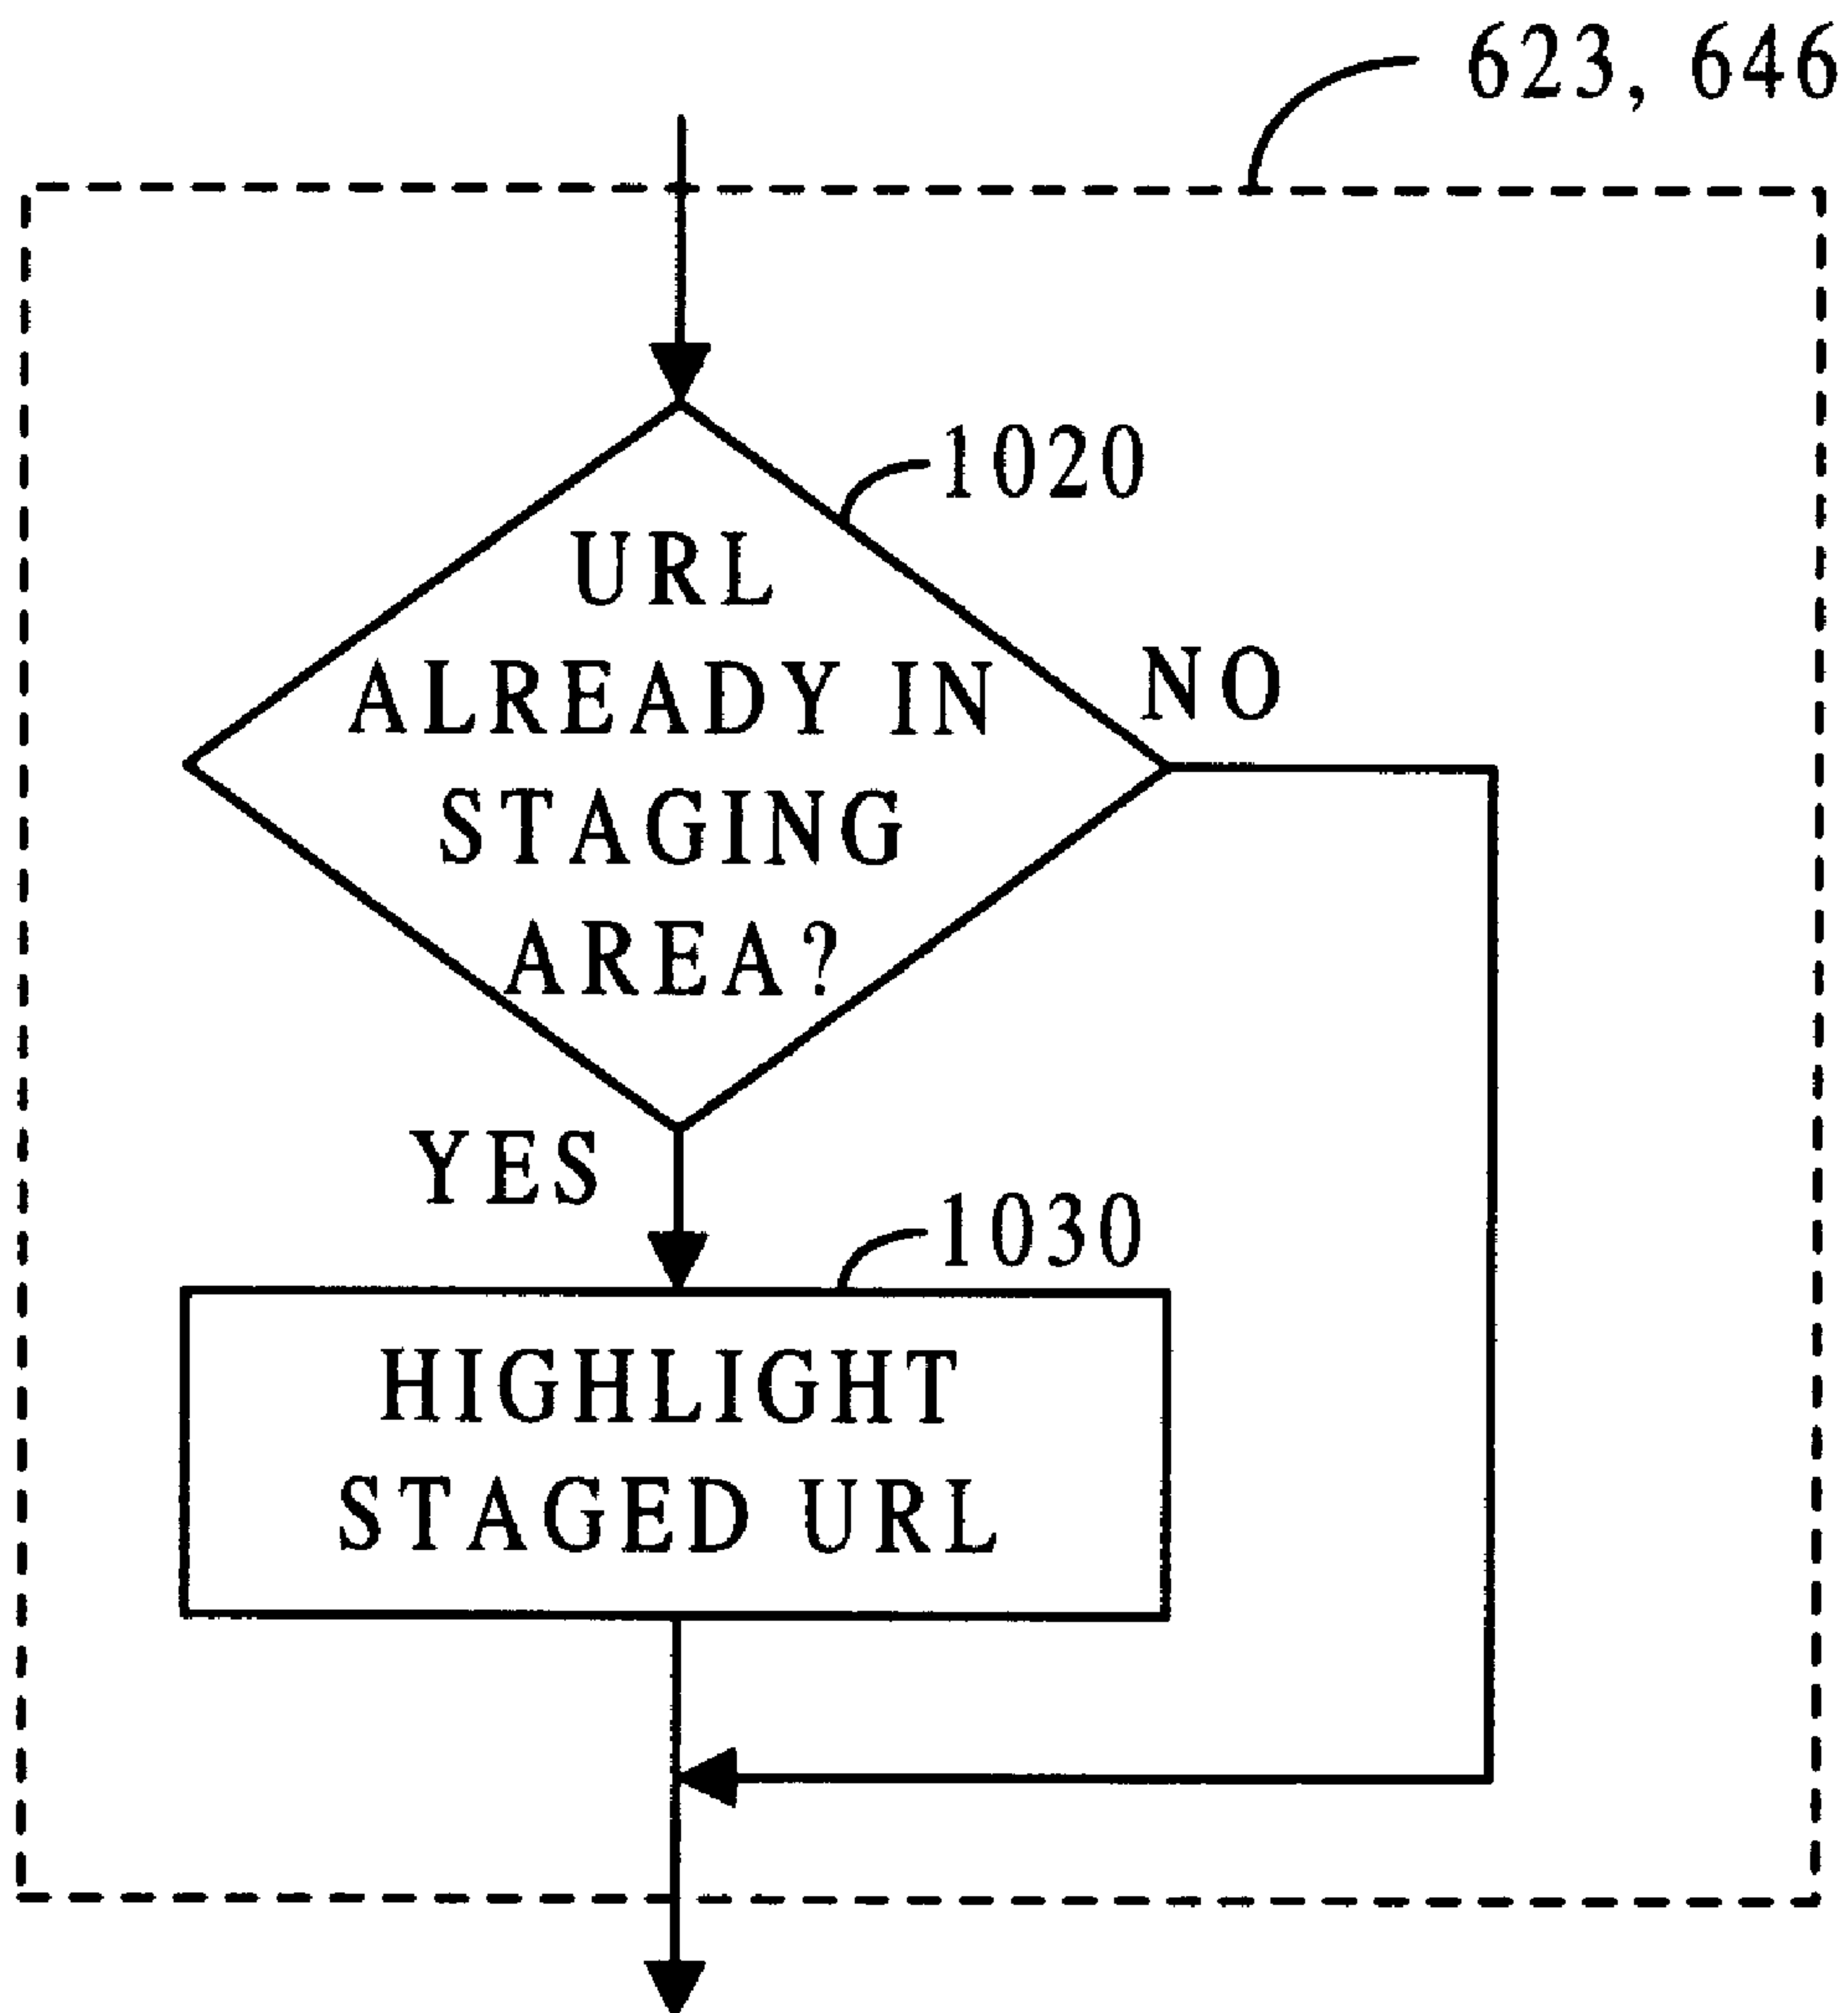 623, 646
1020
URL
ALREADY IN
STAGING
AREA?
NO
YES
1030
HIGHLIGHT
STAGED URL